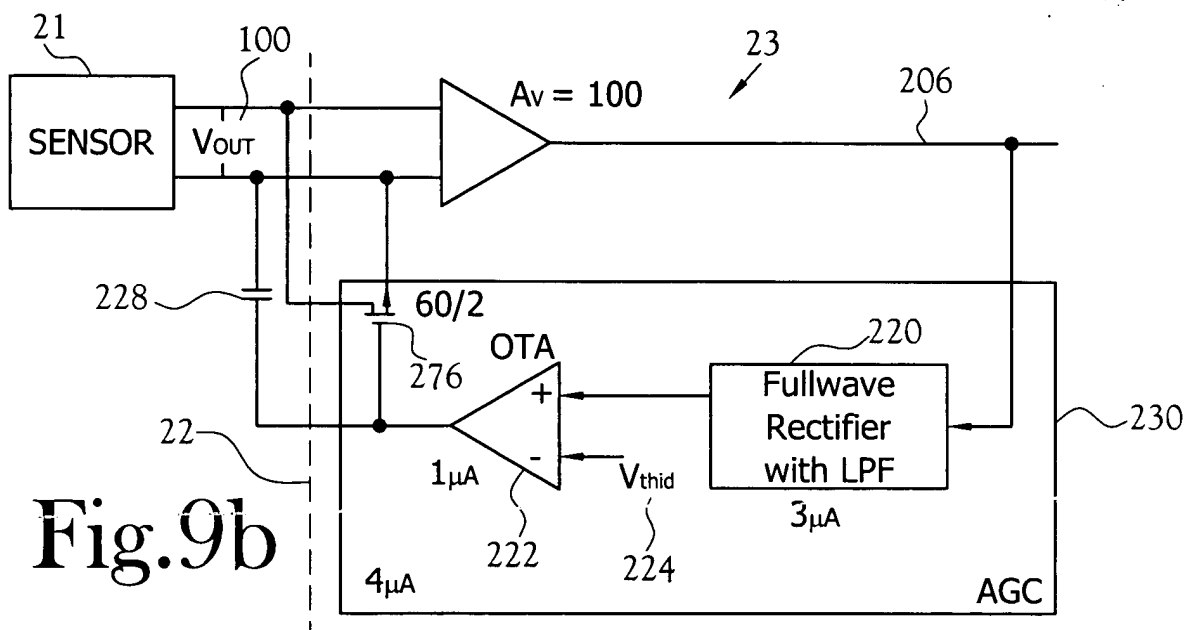 21
100
23
SENSOR
VOUT
AV = 100
206
228
60/2
276
OTA
+
-
220
Fullwave
Rectifier
with LPF
3μA
230
22
1μA
222
Vthid
224
4μA
AGC
Fig.9b